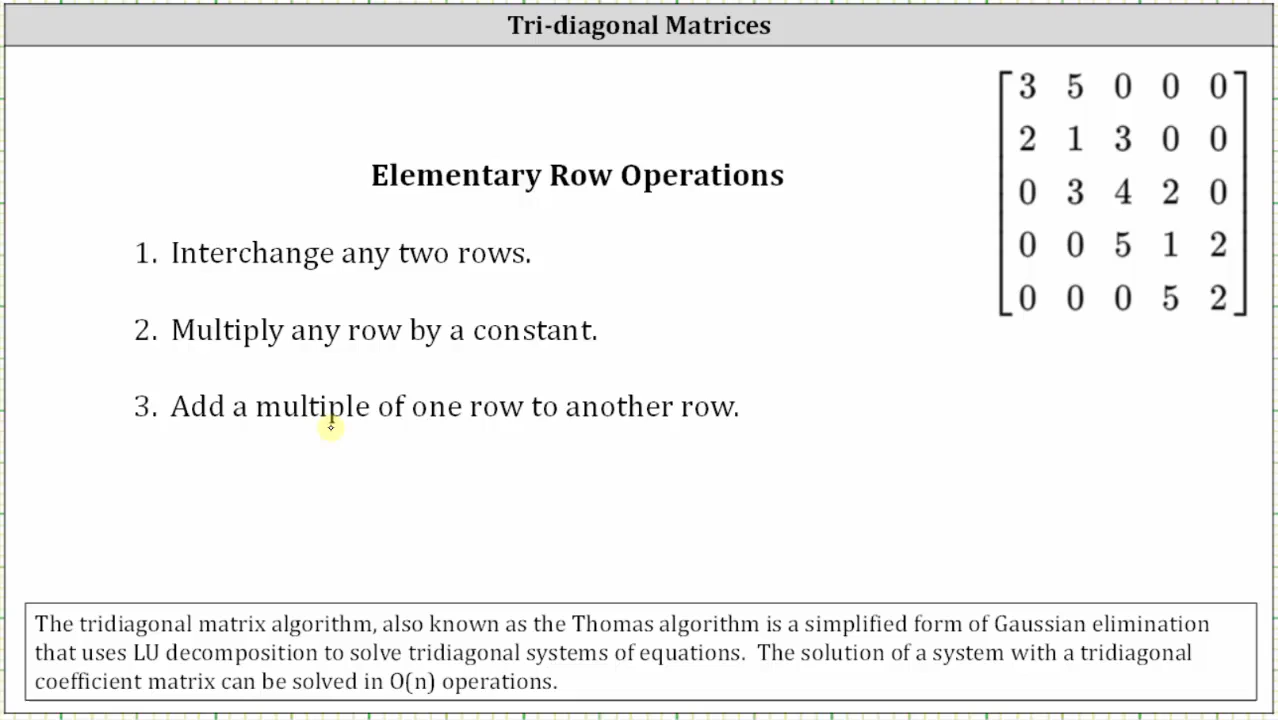 Tri-diagonal Matrices
3 5 0 0 0
2 1 3 0 0
0 3 4 2 0
0 0 5 1 2
0 0 0 5 2
Elementary Row Operations
1. Interchange any two rows.
2. Multiply any row by a constant.
3. Add a multiple of one row to another row.
The tridiagonal matrix algorithm, also known as the Thomas algorithm is a simplified form of Gaussian elimination
that uses LU decomposition to solve tridiagonal systems of equations. The solution of a system with a tridiagonal
coefficient matrix can be solved in O(n) operations.